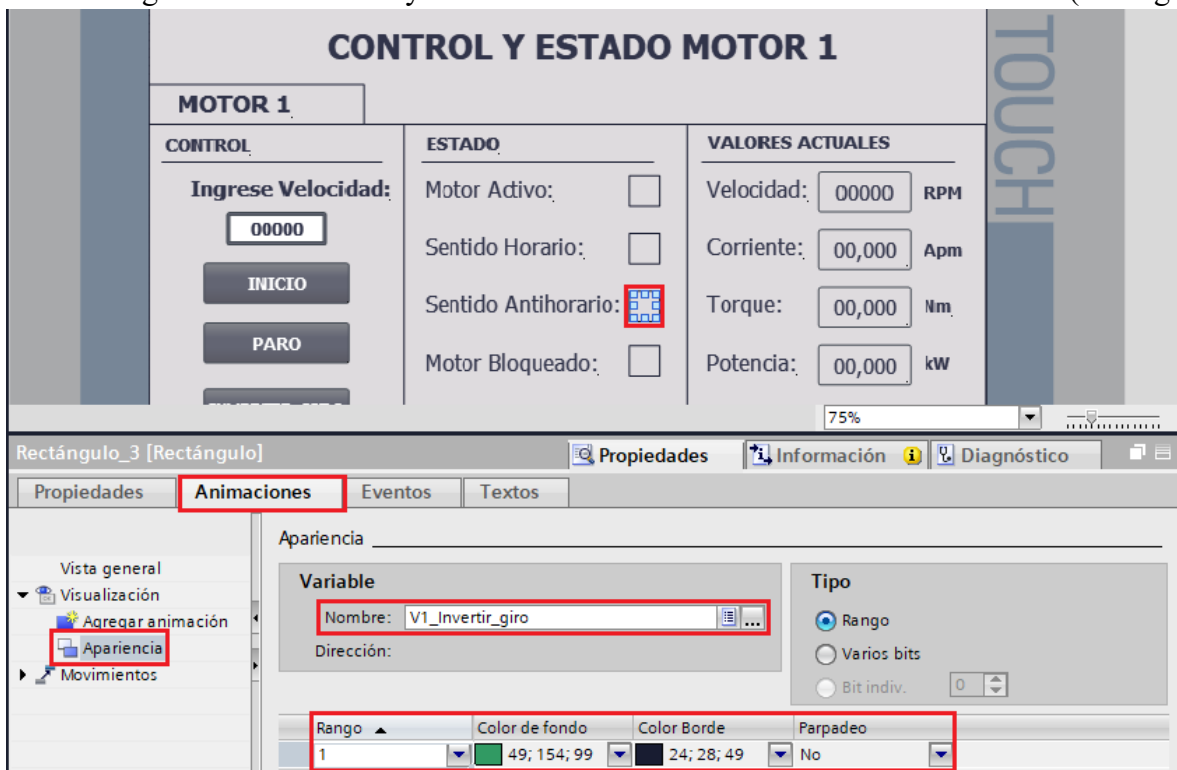 CONTROL Y ESTADO MOTOR 1
TOUCH
MOTOR 1
CONTROL
ESTADO
VALORES ACTUALES
Ingrese Velocidad:
Motor Activo:
Velocidad: 00000 RPM
00000
Sentido Horario:
Corriente: 00,000 Apm
INICIO
Sentido Antihorario:
Torque: 00,000 Nm
PARO
Motor Bloqueado:
Potencia: 00,000 kW
75%
Rectángulo_3 [Rectángulo]
Propiedades Información Diagnóstico
Propiedades Animaciones Eventos Textos
Apariencia
Vista general
Visualización
Agregar animación
Apariencia
Movimientos
Variable
Nombre: V1_Invertir_giro
Dirección:
Tipo
Rango
Varios bits
Bit indiv. 0
Rango Color de fondo Color Borde Parpadeo
1 49; 154; 99 24; 28; 49 No